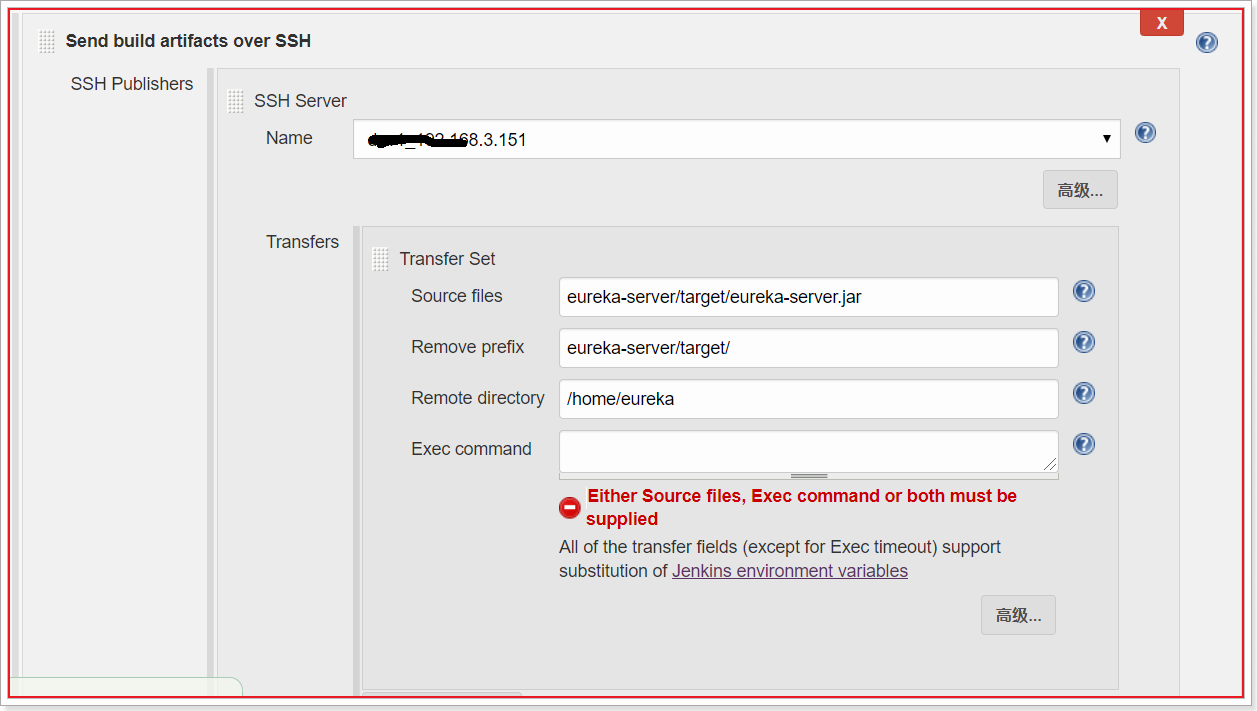 X
Send build artifacts over SSH
SSH Publishers
SSH Server
Name
68.3.151
高级...
Transfers
Transfer Set
Source files
eureka-server/target/eureka-server.jar
Remove prefix
eureka-server/target/
Remote directory
/home/eureka
Exec command
Either Source files, Exec command or both must be
supplied
All of the transfer fields (except for Exec timeout) support
substitution of Jenkins environment variables
高级...